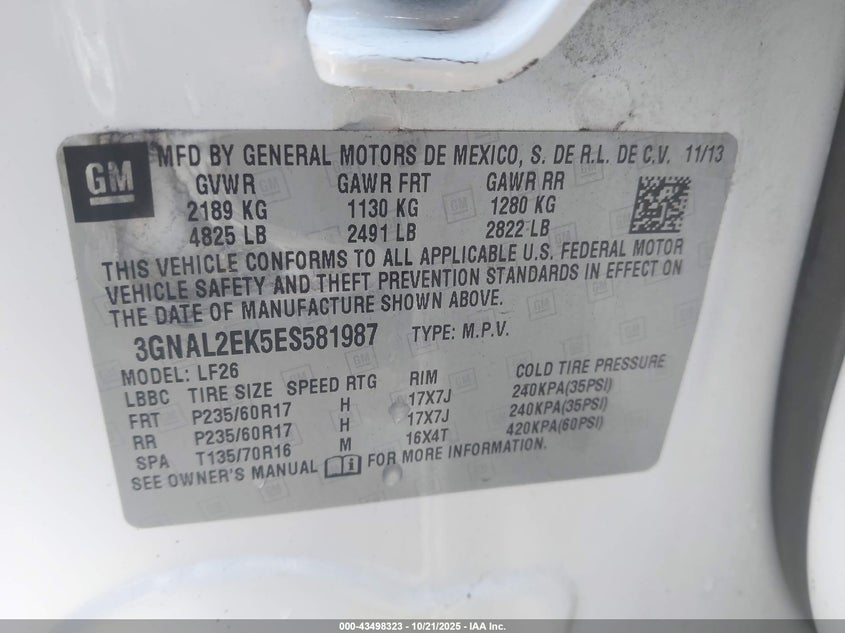 GM MFD BY GENERAL MOTORS DE MEXICO, S. DE R.L. DE C.V. 11/13
GVWR GAWR FRT GAWR RR
2189 KG 1130 KG 1280 KG
4825 LB 2491 LB 2822 LB
THIS VEHICLE CONFORMS TO ALL APPLICABLE U.S. FEDERAL MOTOR
VEHICLE SAFETY AND THEFT PREVENTION STANDARDS IN EFFECT ON
THE DATE OF MANUFACTURE SHOWN ABOVE.
3GNAL2EK5ES581987 TYPE: M.P.V.
MODEL: LF26
LBBC TIRE SIZE SPEED RTG RIM COLD TIRE PRESSURE
FRT P235/60R17 H 17X7J 240KPA(35PSI)
RR P235/60R17 H 17X7J 240KPA(35PSI)
SPA T135/70R16 M 16X4T 420KPA(60PSI)
SEE OWNER'S MANUAL FOR MORE INFORMATION.
000-43498323 - 10/21/2025 - IAA Inc.